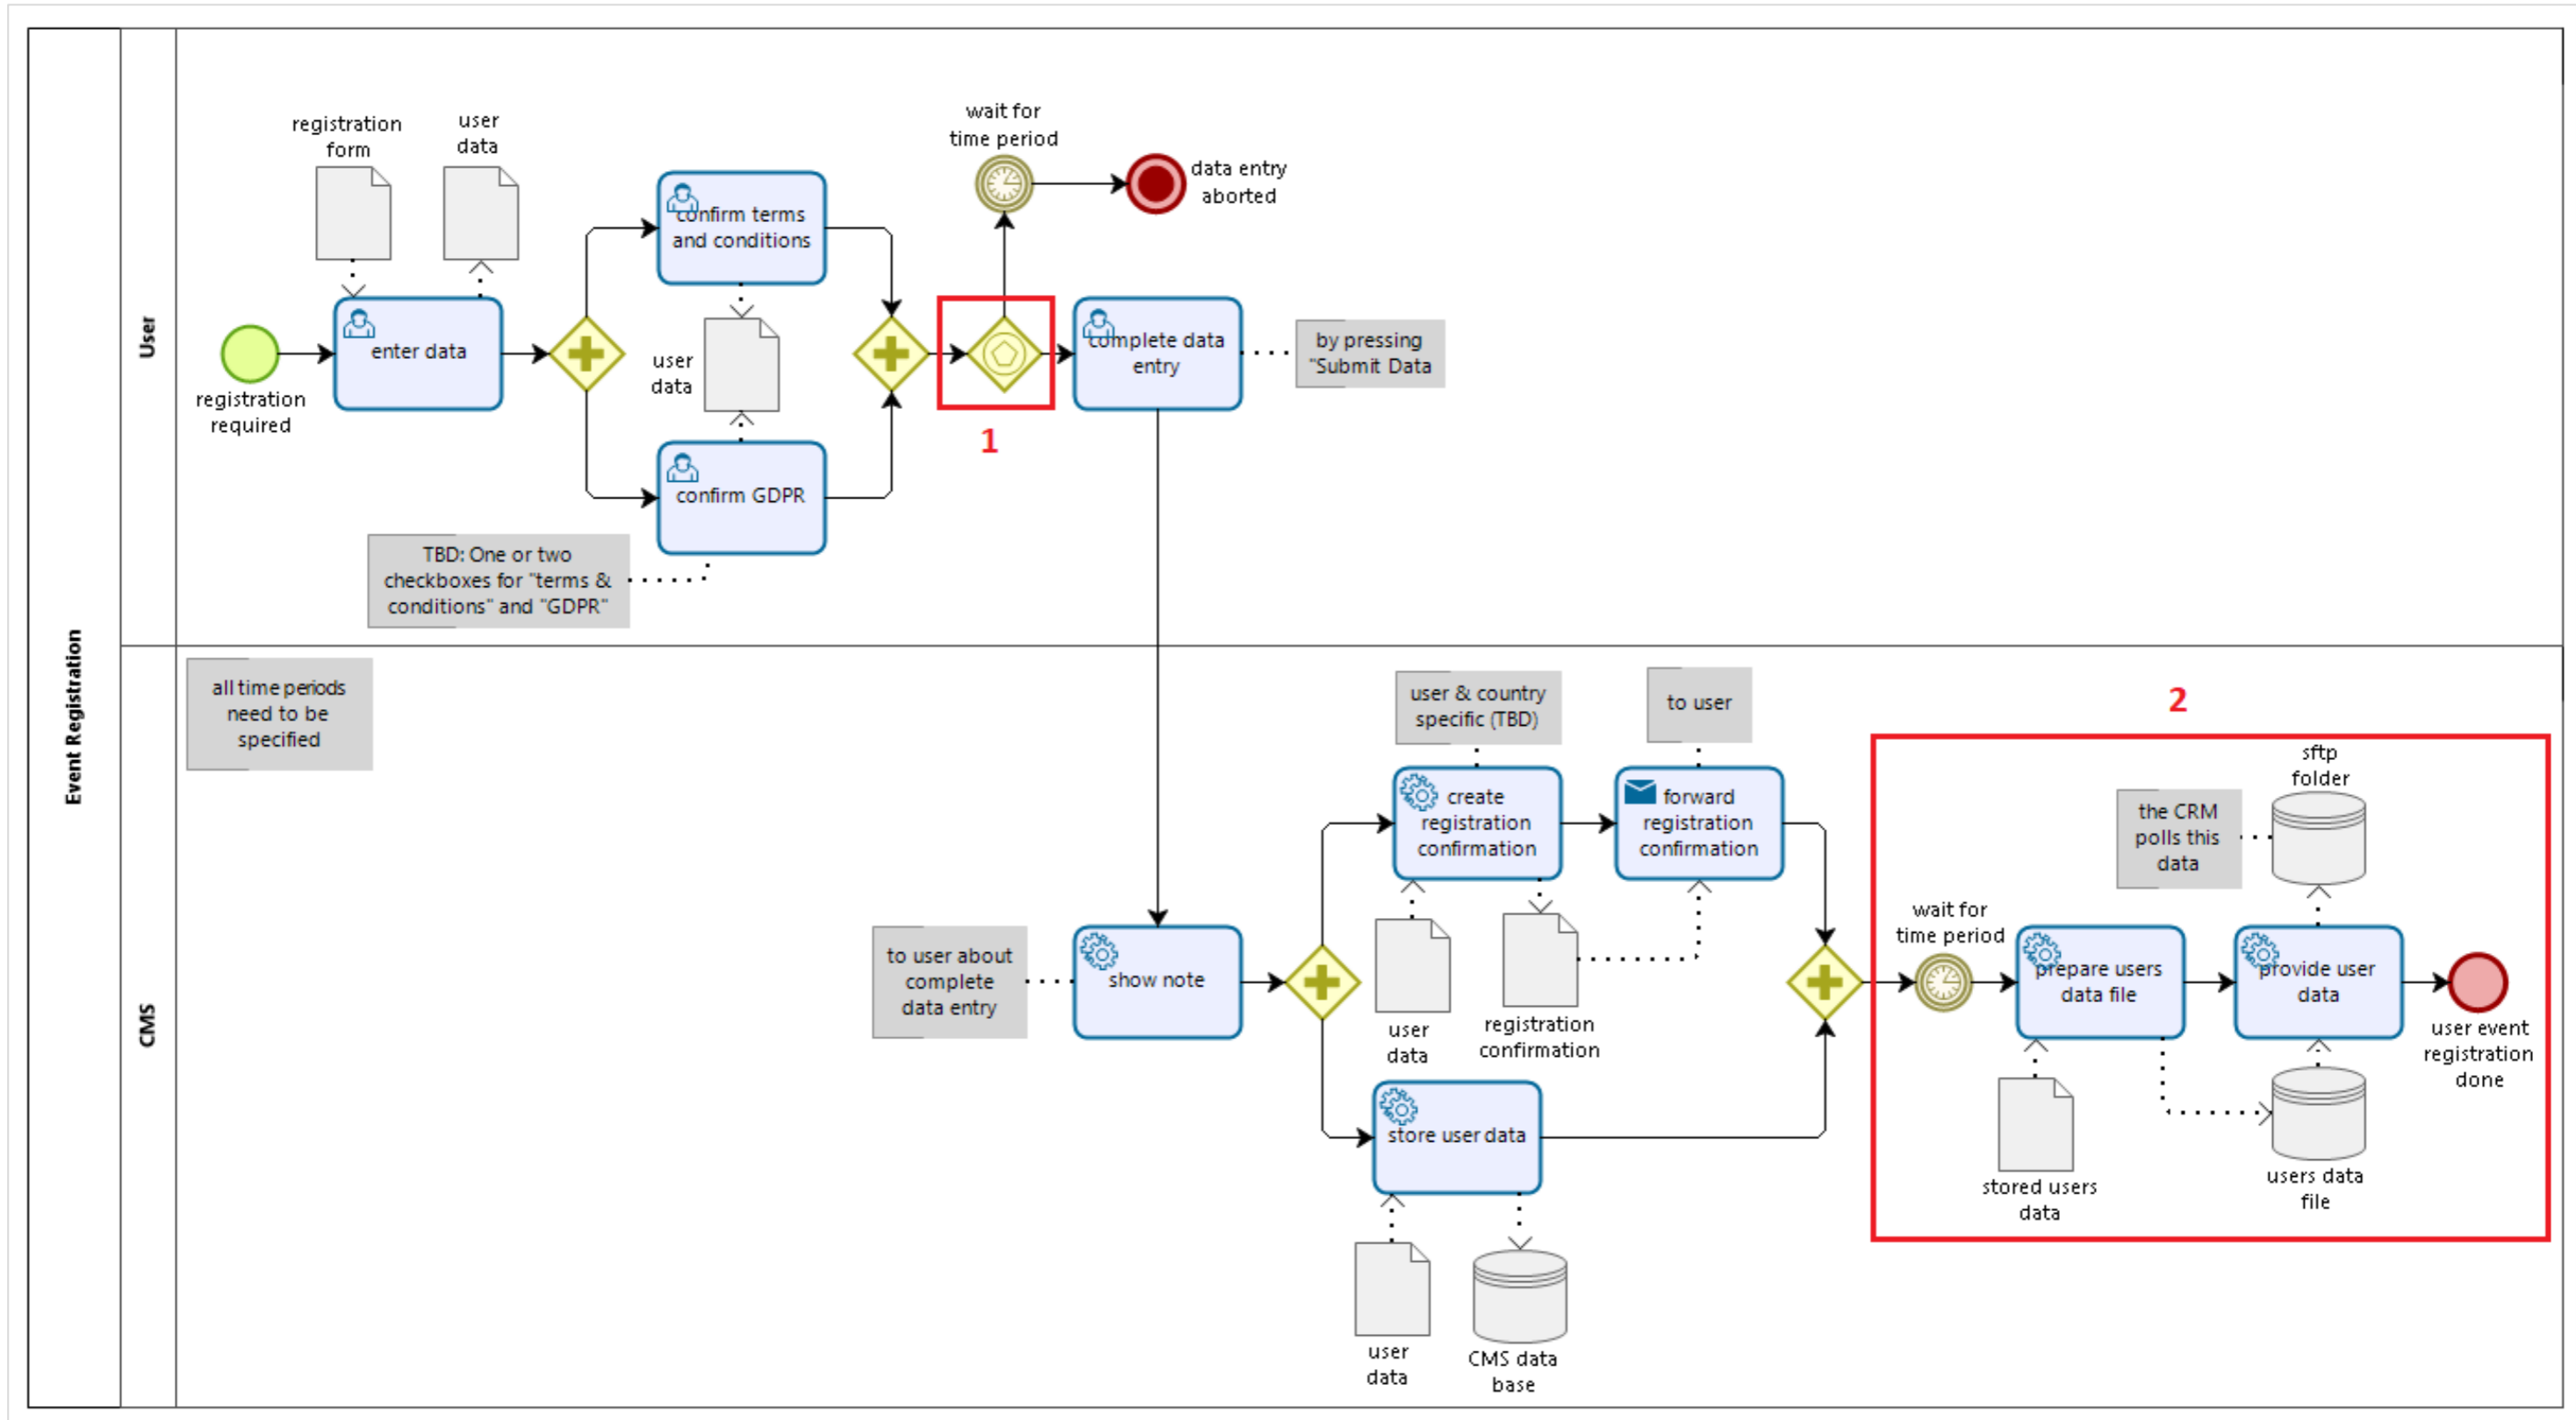 Event Registration
User
registration
form
user
data
wait for
time period
data entry
aborted
confirm terms
and conditions
registration
required
enter data
user
data
complete data
entry
by pressing
"Submit Data
1
confirm GDPR
TBD: One or two
checkboxes for "terms &
conditions" and "GDPR"
CMS
all time periods
need to be
specified
user & country
specific (TBD)
to user
2
sftp
folder
create
registration
confirmation
forward
registration
confirmation
the CRM
polls this
data
to user about
complete
data entry
show note
user
data
registration
confirmation
wait for
time period
prepare users
data file
provide user
data
user event
registration
done
store user data
stored users
data
users data
file
user
data
CMS data
base